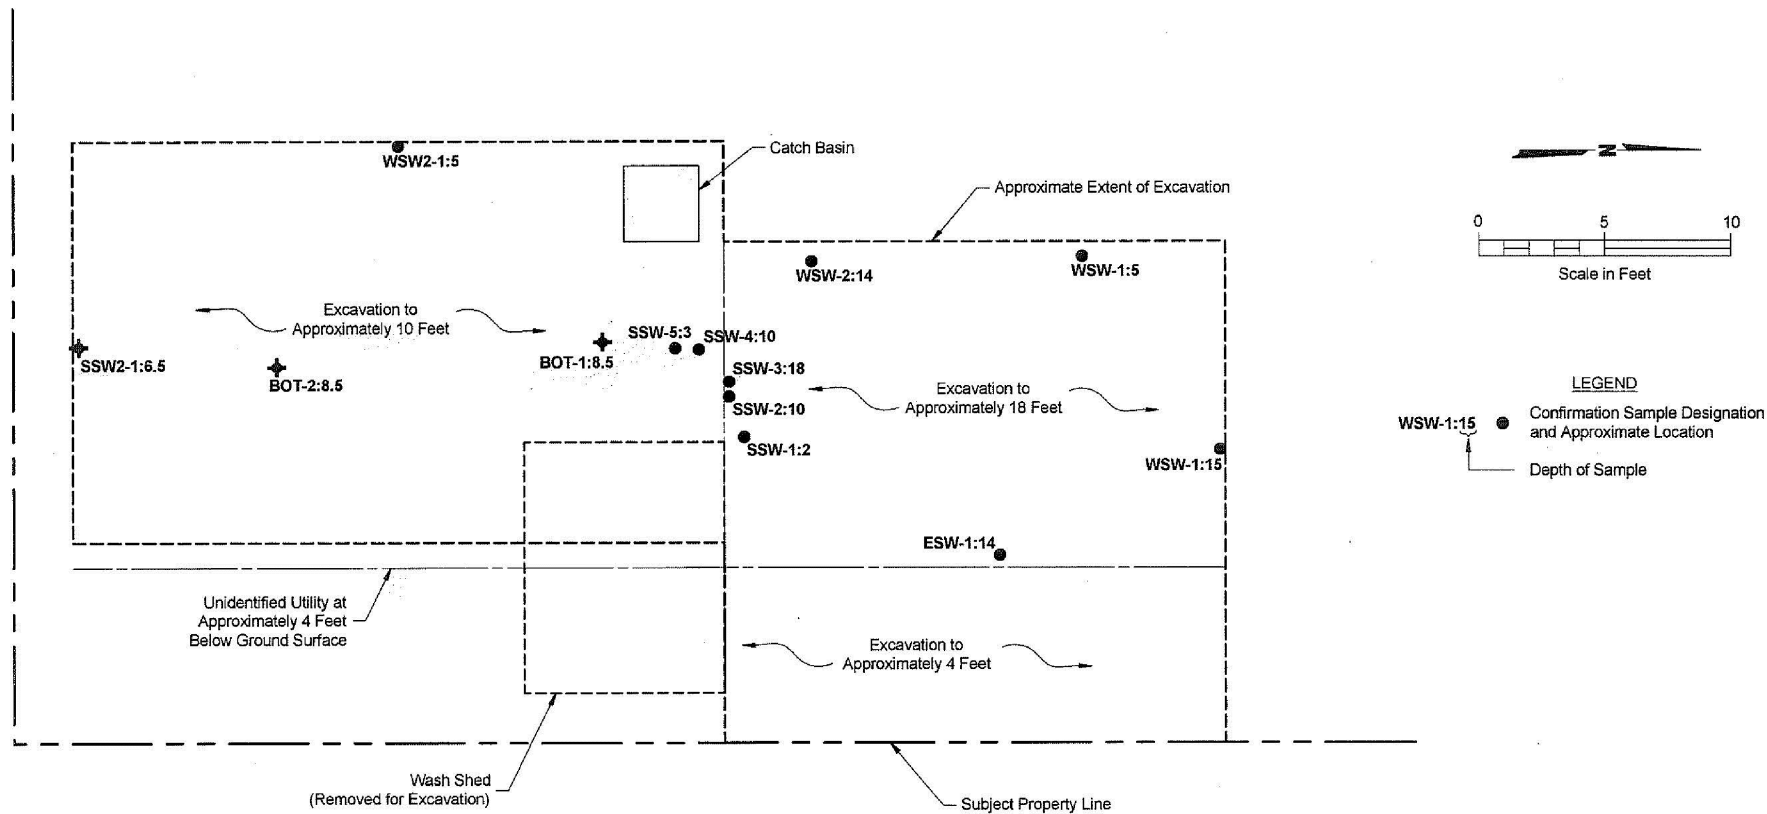 Catch Basin
WSW2-1:5
Approximate Extent of Excavation
N
0 5 10
Scale in Feet
WSW-2:14
WSW-1:5
Excavation to
Approximately 10 Feet
SSW-5:3
SSW-4:10
SSW2-1:6.5
BOT-2:8.5
BOT-1:8.5
SSW-3:18
SSW-2:10
SSW-1:2
Excavation to
Approximately 18 Feet
WSW-1:15
LEGEND
WSW-1:15
Confirmation Sample Designation
and Approximate Location
Depth of Sample
ESW-1:14
Unidentified Utility at
Approximately 4 Feet
Below Ground Surface
Excavation to
Approximately 4 Feet
Wash Shed
(Removed for Excavation)
Subject Property Line